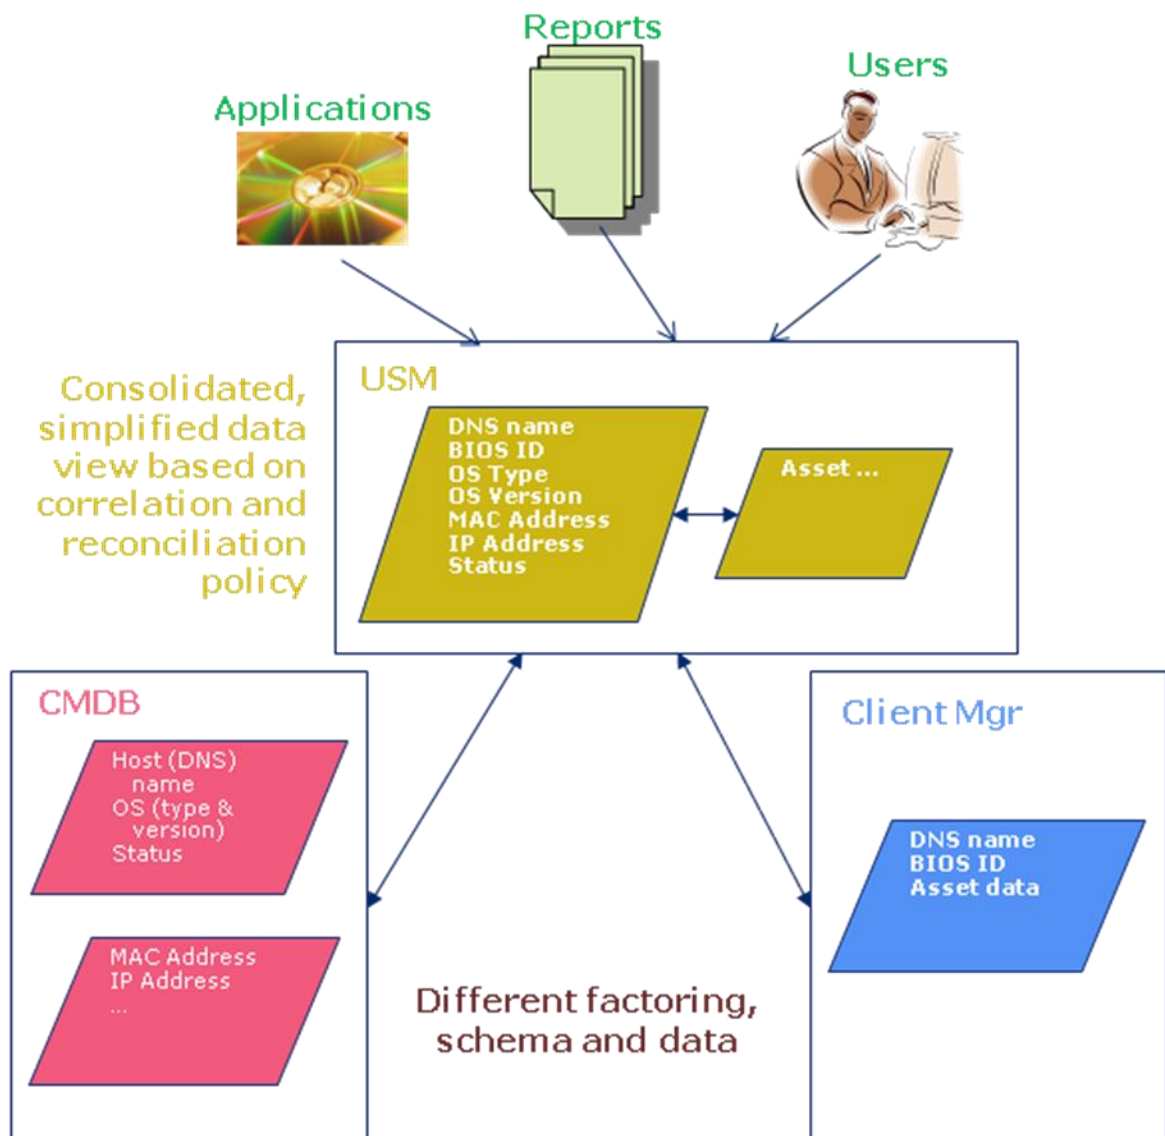 Reports
Users
Applications
Consolidated,
simplified data
view based on
correlation and
reconciliation
policy
USM
DNS name
BIOS ID
OS Type
OS Version
MAC Address
IP Address
Status
Asset ...
CMDB
Host (DNS)
name
OS (type &
version)
Status
MAC Address
IP Address
...
Different factoring,
schema and data
Client Mgr
DNS name
BIOS ID
Asset data